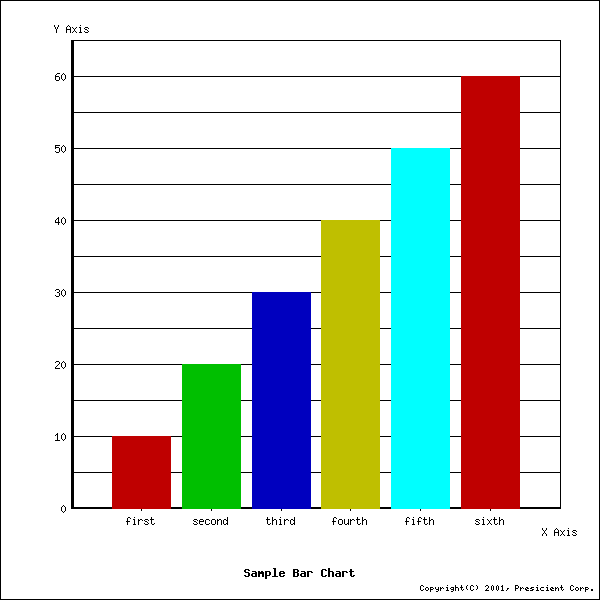 Y Axis
60
50
40
30
20
10
0
first second third fourth fifth sixth
X Axis
Sample Bar Chart
Copyright(C) 2001, Presicient Corp.